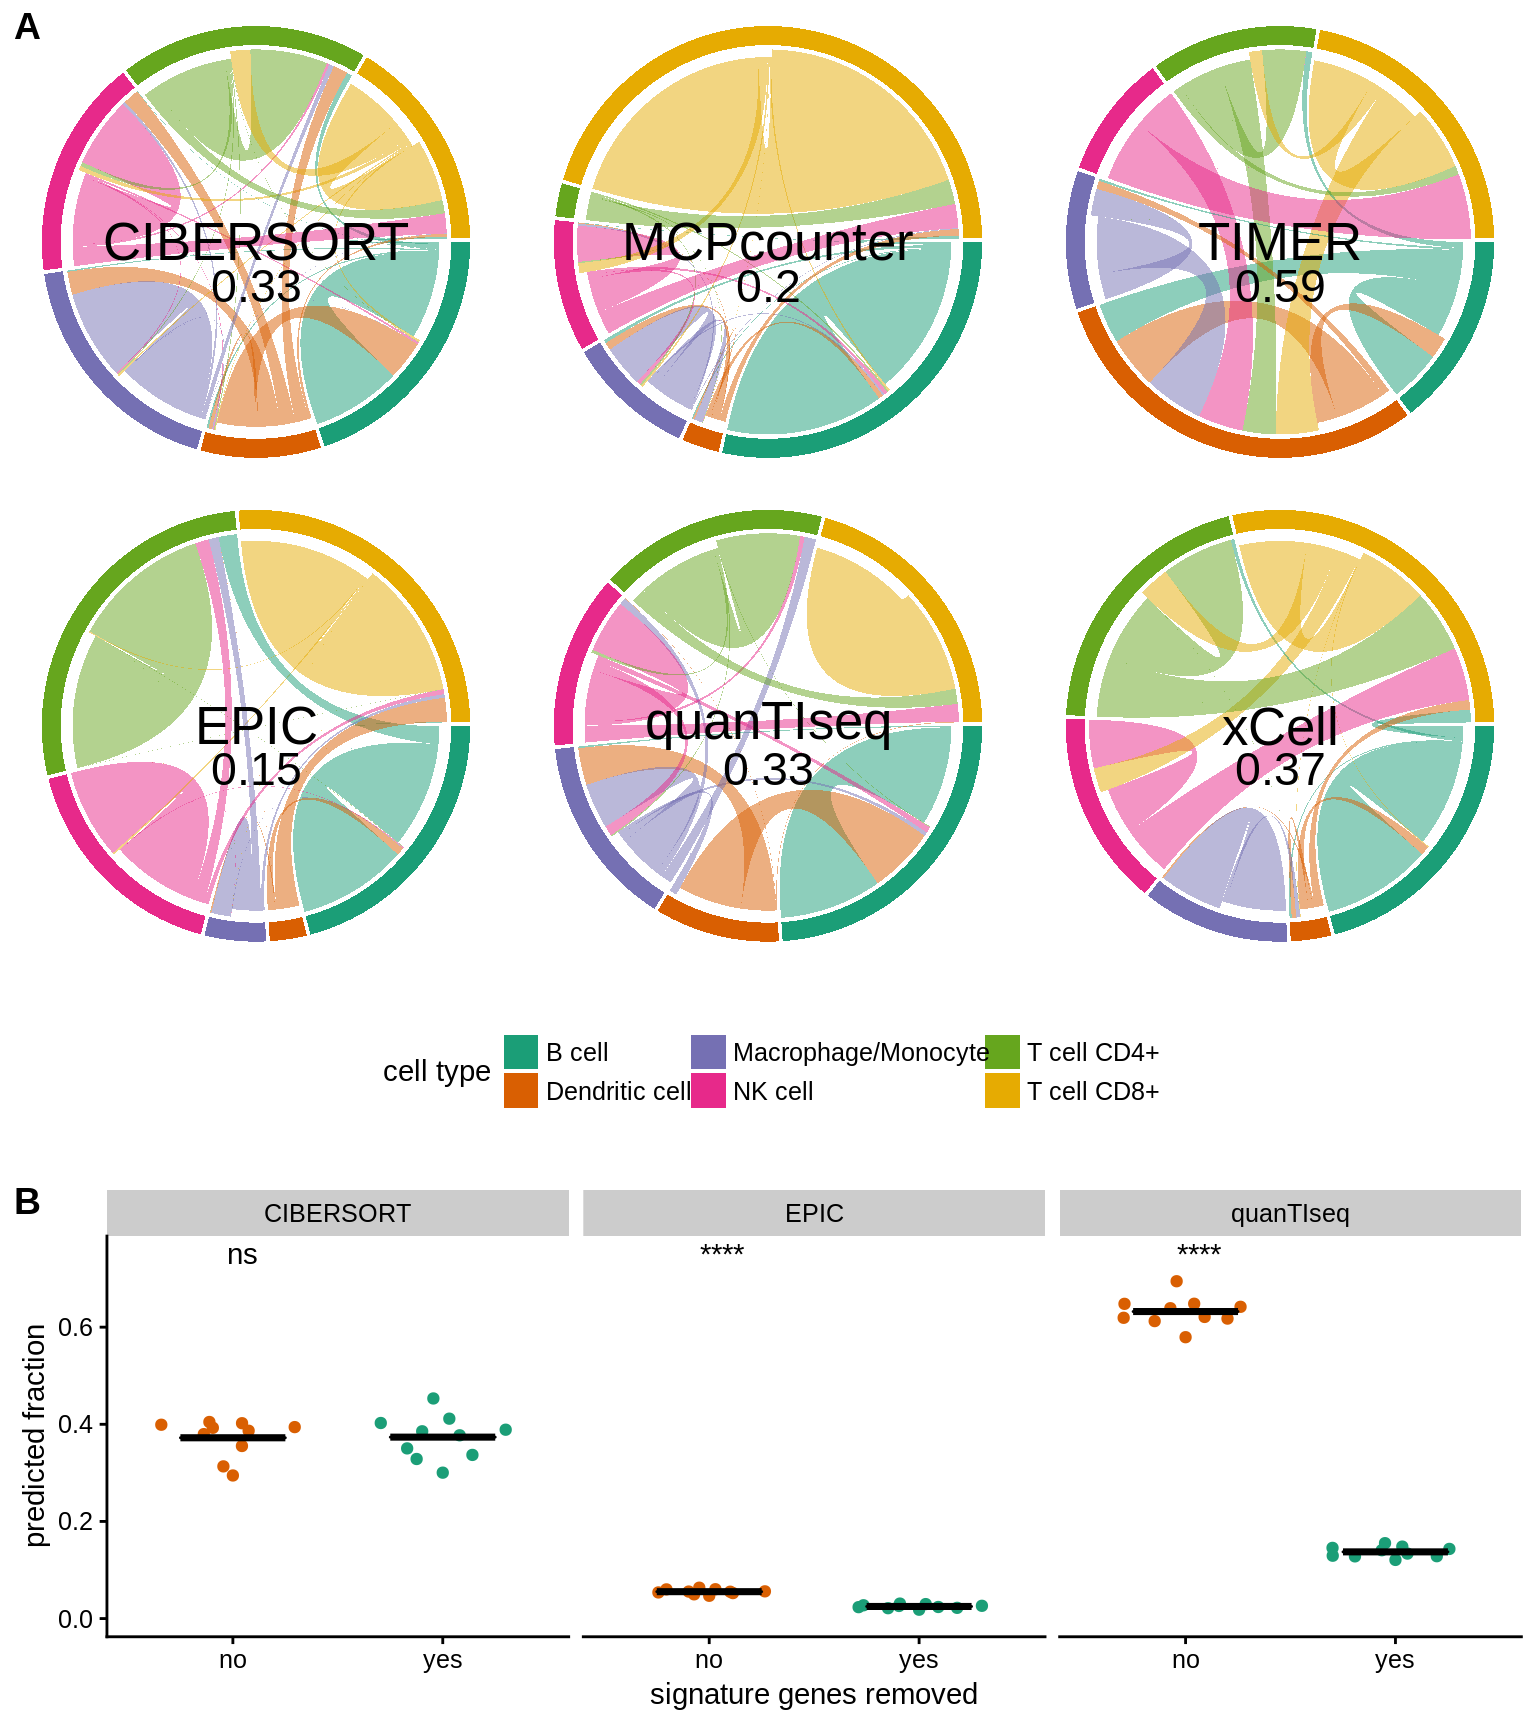 A
CIBERSORT
0.33
MCPcounter
0.2
TIMER
0.59
EPIC
0.15
quanTIseq
0.33
xCell
0.37
cell type
B cell
Macrophage/Monocyte
T cell CD4+
Dendritic cell
NK cell
T cell CD8+
B
CIBERSORT
EPIC
quanTIseq
ns
****
****
predicted fraction
0.6
0.4
0.2
0.0
no
yes
no
yes
no
yes
signature genes removed